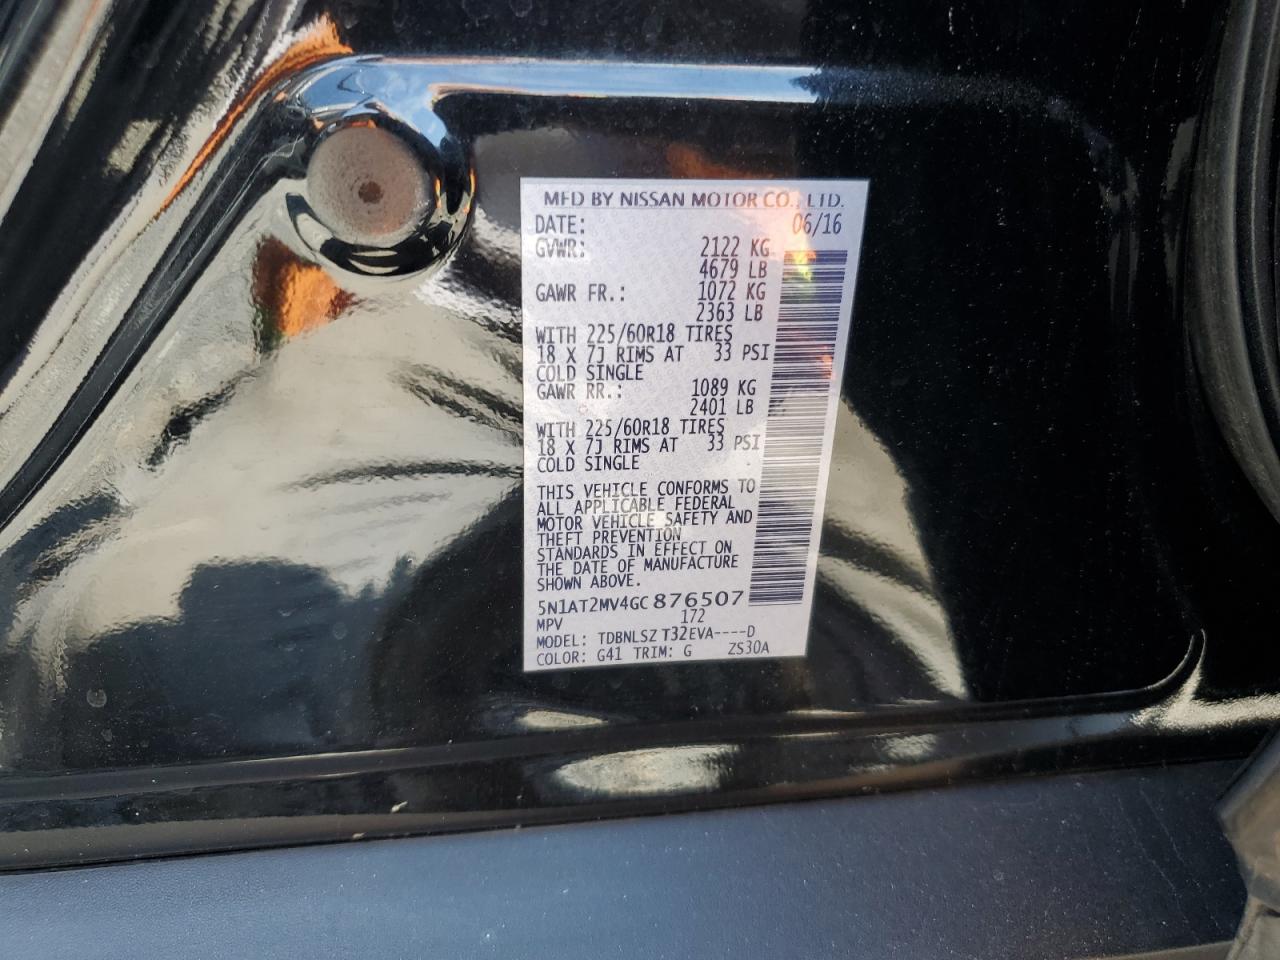 MFD BY NISSAN MOTOR CO., LTD.
DATE: 06/16
GVWR: 2122 KG
4679 LB
GAWR FR.: 1072 KG
2363 LB
WITH 225/60R18 TIRES
18 X 7J RIMS AT 33 PSI
COLD SINGLE
GAWR RR.: 1089 KG
2401 LB
WITH 225/60R18 TIRES
18 X 7J RIMS AT 33 PSI
COLD SINGLE
THIS VEHICLE CONFORMS TO
ALL APPLICABLE FEDERAL
MOTOR VEHICLE SAFETY AND
THEFT PREVENTION
STANDARDS IN EFFECT ON
THE DATE OF MANUFACTURE
SHOWN ABOVE.
5N1AT2MV4GC876507
MPV 172
MODEL: TDBNLSZ T32EVA----D
COLOR: G41 TRIM: G ZS30A